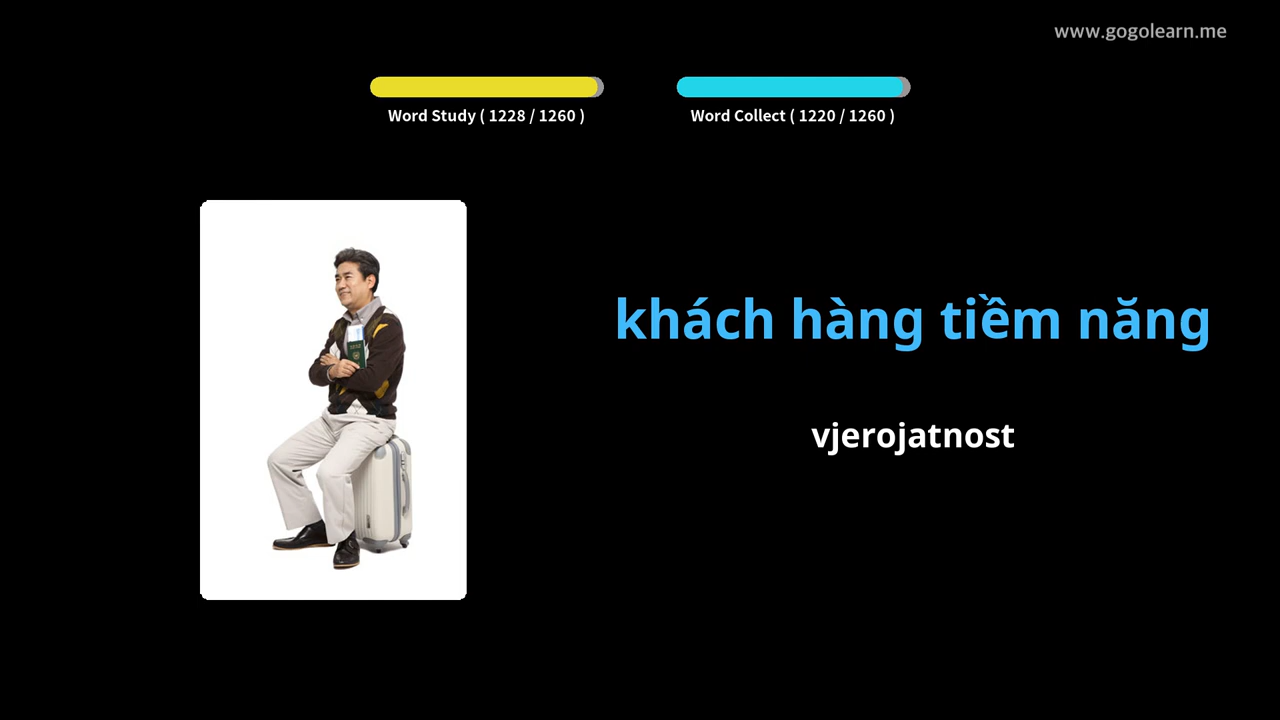 www.gogolearn.me
Word Study ( 1228 / 1260 )
Word Collect ( 1220 / 1260 )
khách hàng tiềm năng
vjerojatnost